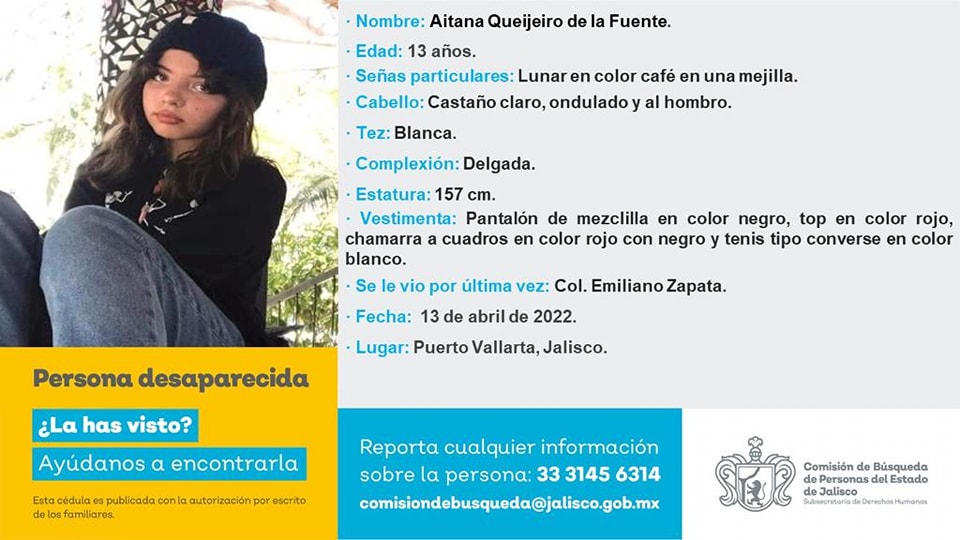 · Nombre: Aitana Queijeiro de la Fuente.
· Edad: 13 años.
· Señas particulares: Lunar en color café en una mejilla.
· Cabello: Castaño claro, ondulado y al hombro.
· Tez: Blanca.
· Complexión: Delgada.
· Estatura: 157 cm.
· Vestimenta: Pantalón de mezclilla en color negro, top en color rojo,
chamarra a cuadros en color rojo con negro y tenis tipo converse en color
blanco.
· Se le vio por última vez: Col. Emiliano Zapata.
· Fecha: 13 de abril de 2022.
· Lugar: Puerto Vallarta, Jalisco.
Persona desaparecida
¿La has visto?
Ayúdanos a encontrarla
Esta cédula es publicada con la autorización por escrito
de los familiares.
Reporta cualquier información
sobre la persona: 33 3145 6314
comisiondebusqueda@jalisco.gob.mx
Comisión de Búsqueda
de Personas del Estado
de Jalisco
Subsecretaría de Derechos Humanos